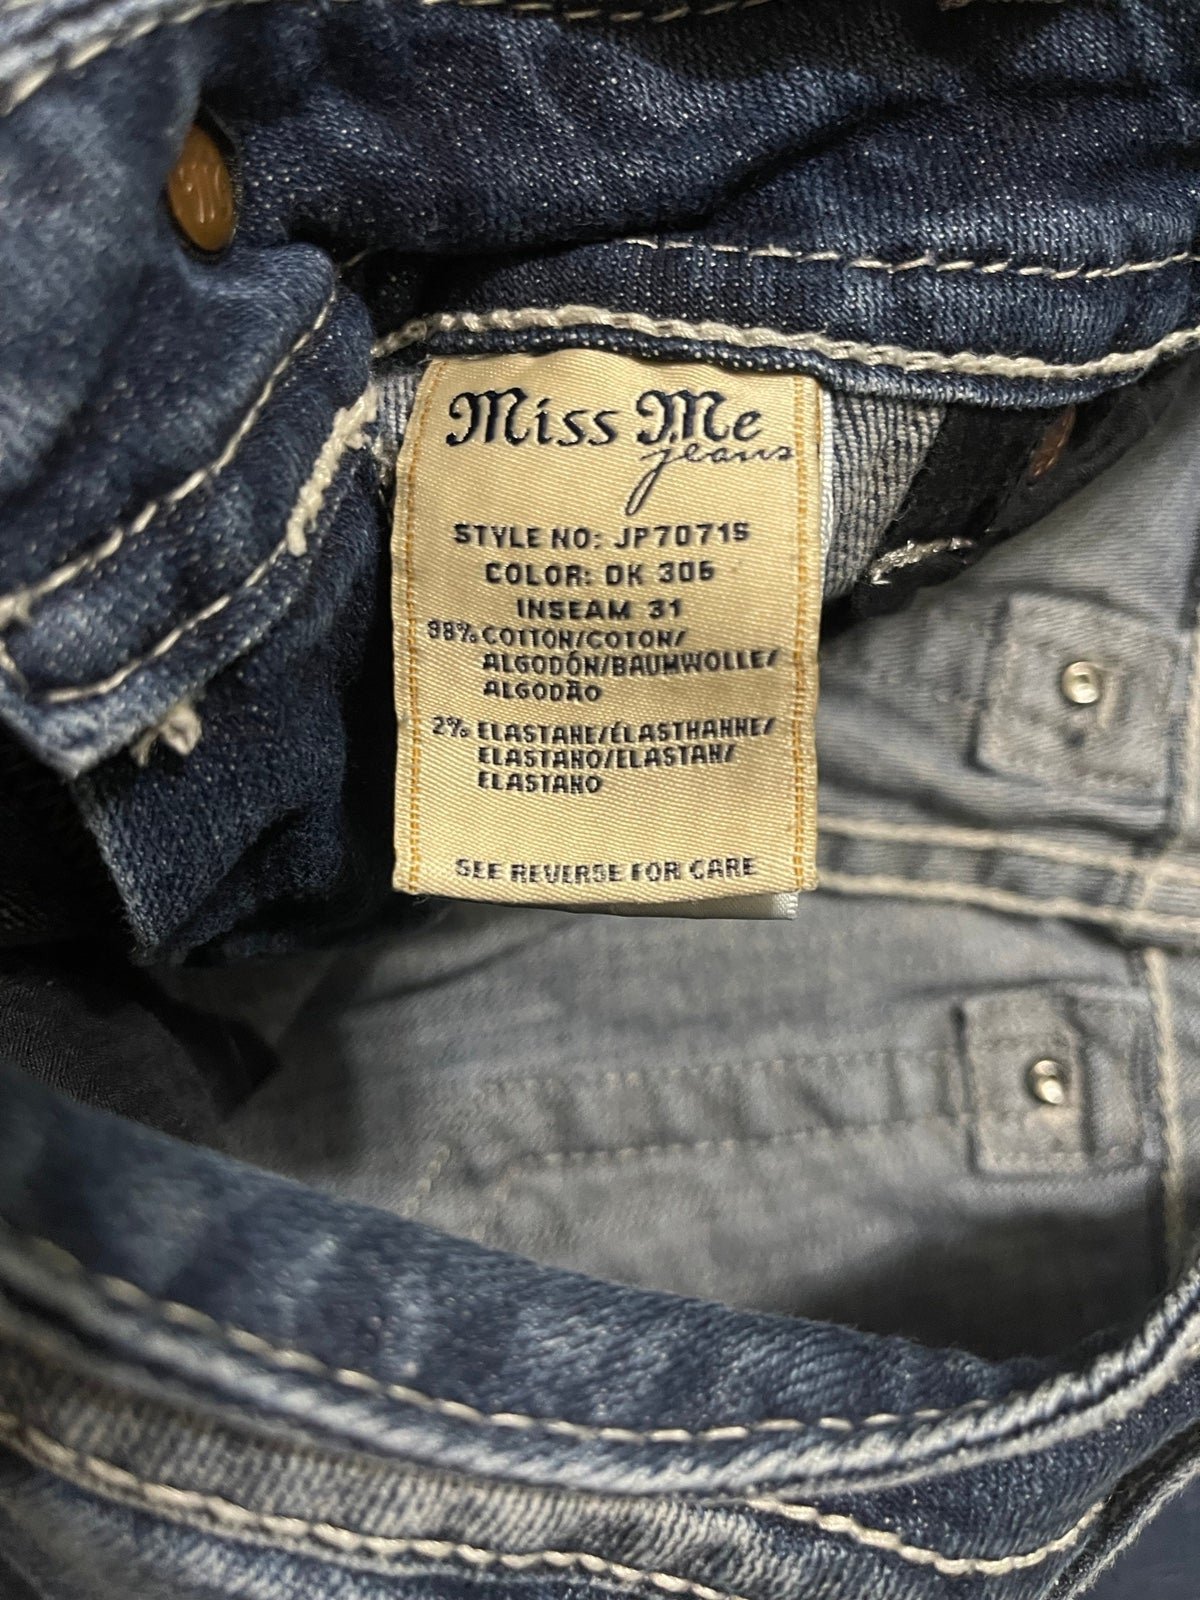 Miss Me
jeans
STYLE NO: JP7071S
COLOR: DK 306
INSEAM 31
98% COTTON/COTON/
ALGODÓN/BAUMWOLLE/
ALGODÃO
2% ELASTANE/ÉLASTHANNE/
ELASTANO/ELASTAN/
ELASTANO
SEE REVERSE FOR CARE